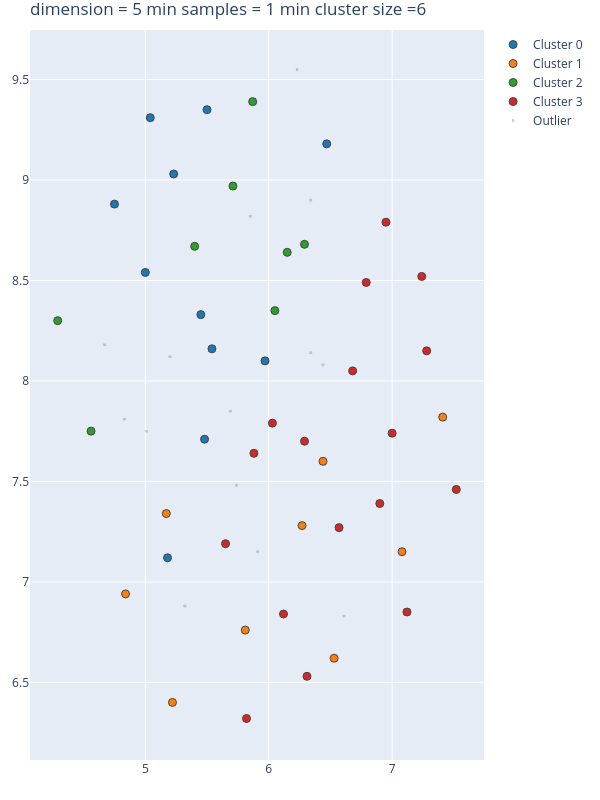 dimension = 5 min samples = 1 min cluster size =6
Cluster 0
Cluster 1
Cluster 2
Cluster 3
Outlier
9.5
9
8.5
8
7.5
7
6.5
5
6
7